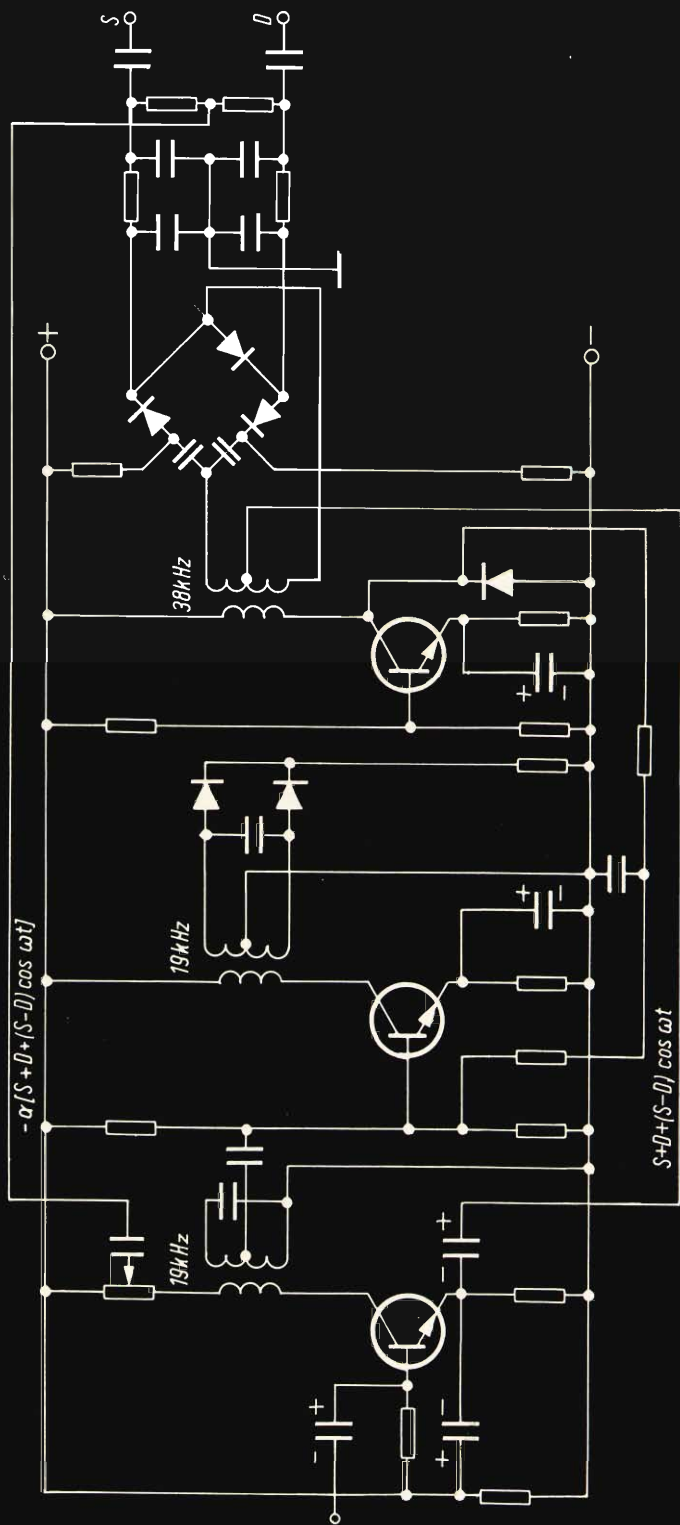 S
D
+
−
38kHz
19kHz
19kHz
-α[S+D+(S-D) cos ωt]
S+D+(S-D) cos ωt
+
−
+
−
+
−
+
−
+
−